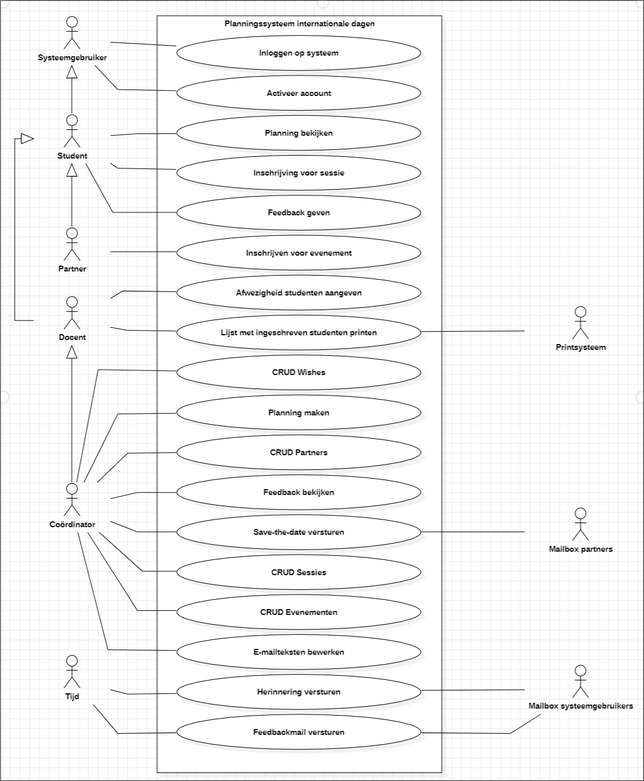 Planningssysteem internationale dagen
Systeemgebruiker
Inloggen op systeem
Activeer account
Student
Planning bekijken
Inschrijving voor sessie
Feedback geven
Partner
Inschrijven voor evenement
Afwezigheid studenten aangeven
Docent
Lijst met ingeschreven studenten printen
Printsysteem
CRUD Wishes
Planning maken
CRUD Partners
Feedback bekijken
Coördinator
Save-the-date versturen
Mailbox partners
CRUD Sessies
CRUD Evenementen
E-mailteksten bewerken
Tijd
Herinnering versturen
Mailbox systeemgebruikers
Feedbackmail versturen